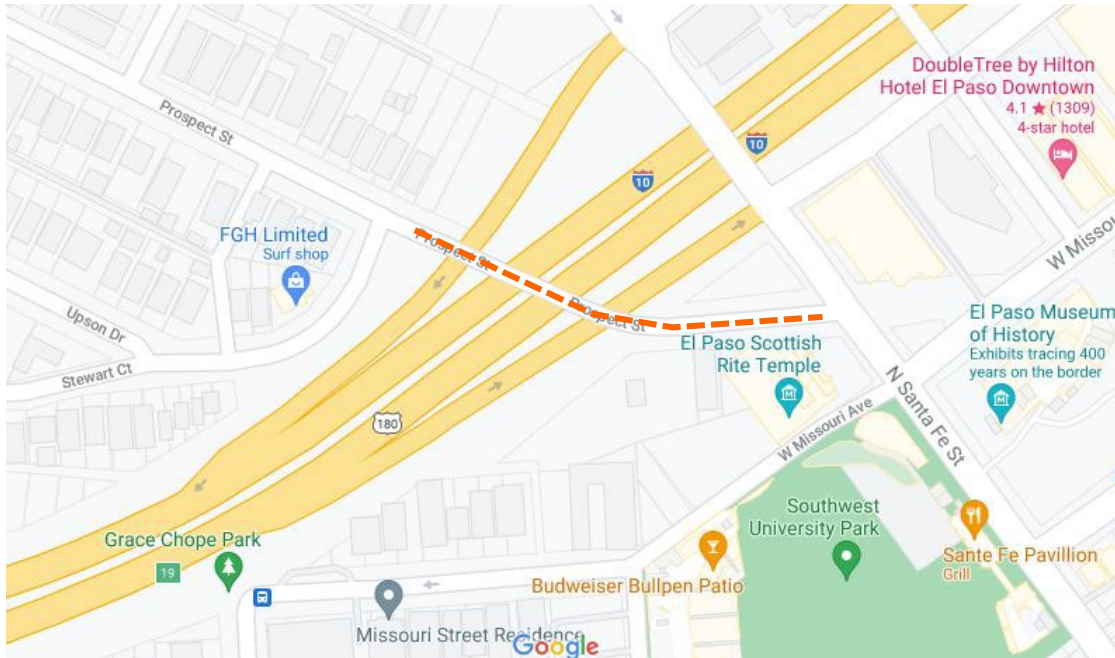 DoubleTree by Hilton
Hotel El Paso Downtown
4.1 ★ (1309)
4-star hotel
Prospect St
10
10
FGH Limited
Surf shop
Prospect St
W Missou
Prospect St
Upson Dr
El Paso Museum
of History
Exhibits tracing 400
years on the border
El Paso Scottish
Rite Temple
Stewart Ct
N Santa Fe St
180
W Missouri Ave
Southwest
University Park
Grace Chope Park
19
Sante Fe Pavillion
Grill
Budweiser Bullpen Patio
Missouri Street Residence
Google